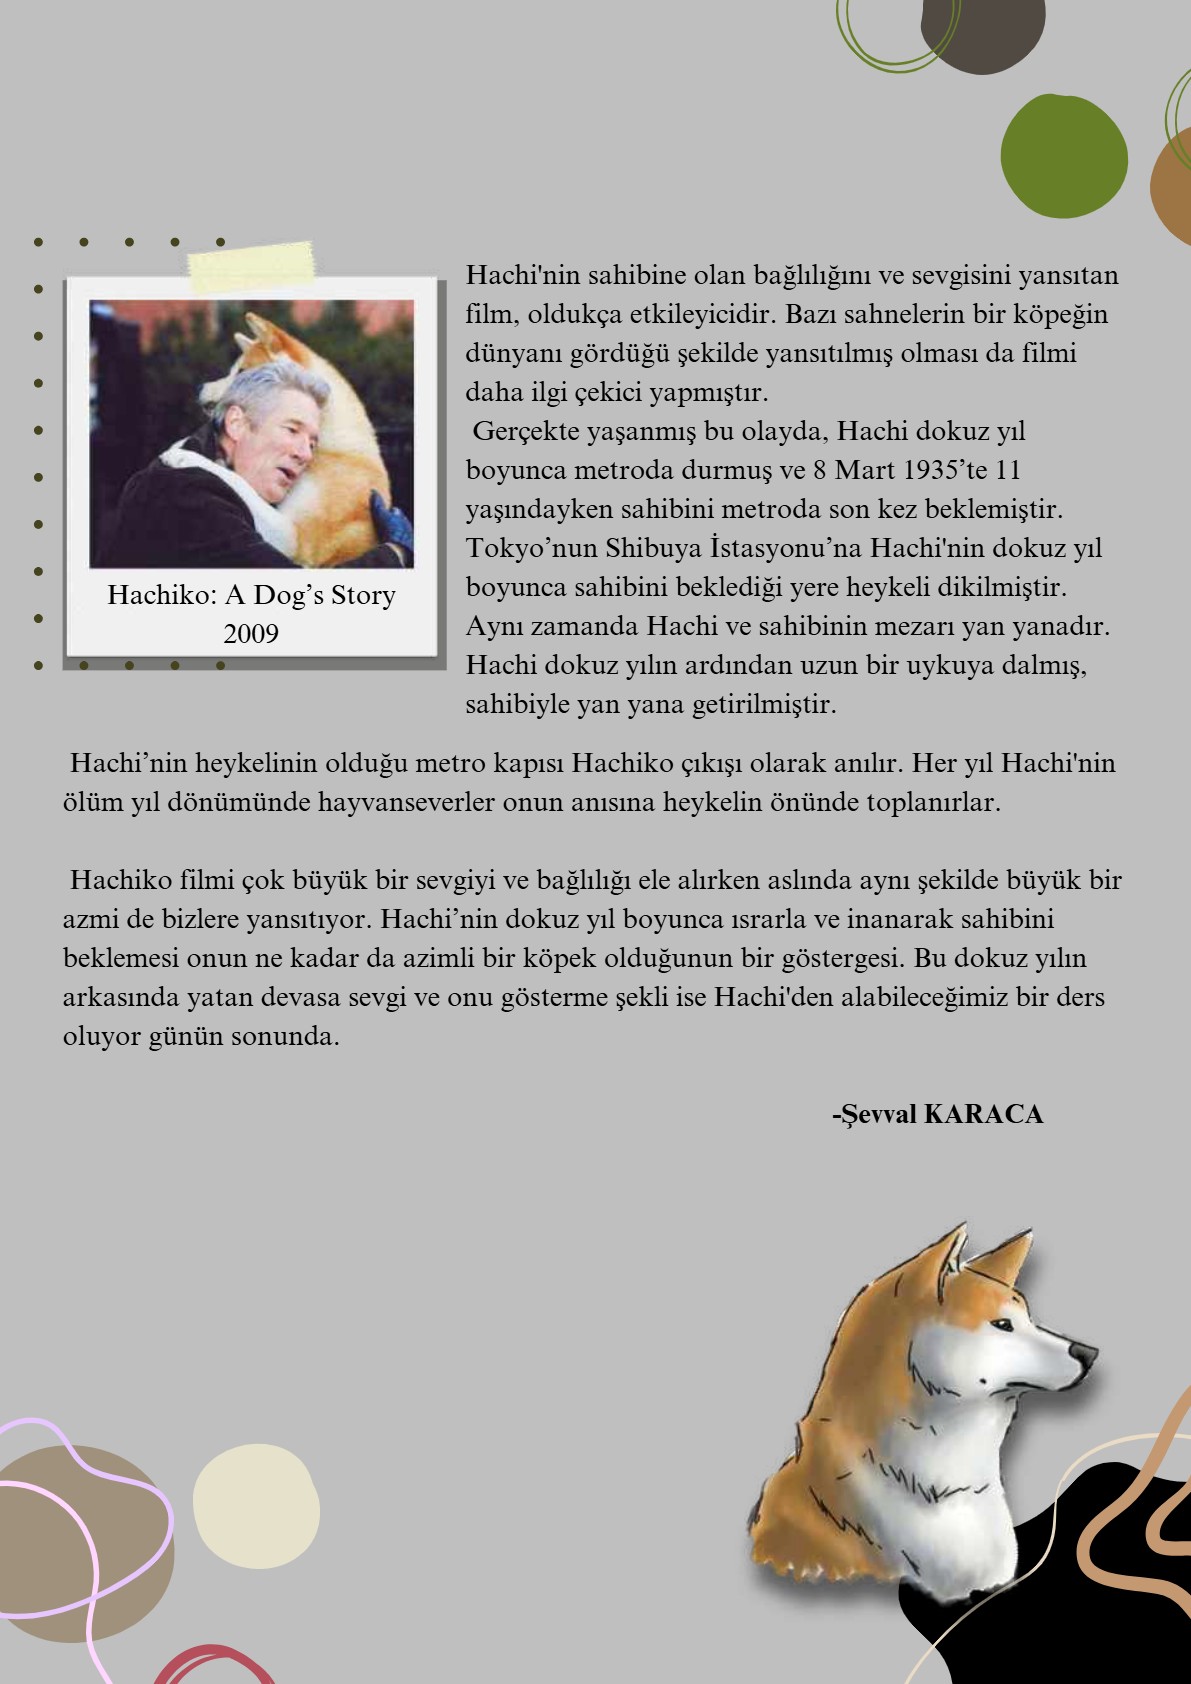 Hachi'nin sahibine olan bağlılığını ve sevgisini yansıtan
film, oldukça etkileyicidir. Bazı sahnelerin bir köpeğin
dünyanı gördüğü şekilde yansıtılmış olması da filmi
daha ilgi çekici yapmıştır.
Gerçekte yaşanmış bu olayda, Hachi dokuz yıl
boyunca metroda durmuş ve 8 Mart 1935’te 11
yaşındayken sahibini metroda son kez beklemiştir.
Tokyo’nun Shibuya İstasyonu’na Hachi'nin dokuz yıl
boyunca sahibini beklediği yere heykeli dikilmiştir.
Aynı zamanda Hachi ve sahibinin mezarı yan yanadır.
Hachi dokuz yılın ardından uzun bir uykuya dalmış,
sahibiyle yan yana getirilmiştir.
Hachiko: A Dog’s Story
2009
Hachi’nin heykelinin olduğu metro kapısı Hachiko çıkışı olarak anılır. Her yıl Hachi'nin
ölüm yıl dönümünde hayvanseverler onun anısına heykelin önünde toplanırlar.
Hachiko filmi çok büyük bir sevgiyi ve bağlılığı ele alırken aslında aynı şekilde büyük bir
azmi de bizlere yansıtıyor. Hachi’nin dokuz yıl boyunca ısrarla ve inanarak sahibini
beklemesi onun ne kadar da azimli bir köpek olduğunun bir göstergesi. Bu dokuz yılın
arkasında yatan devasa sevgi ve onu gösterme şekli ise Hachi'den alabileceğimiz bir ders
oluyor günün sonunda.
-Şevval KARACA